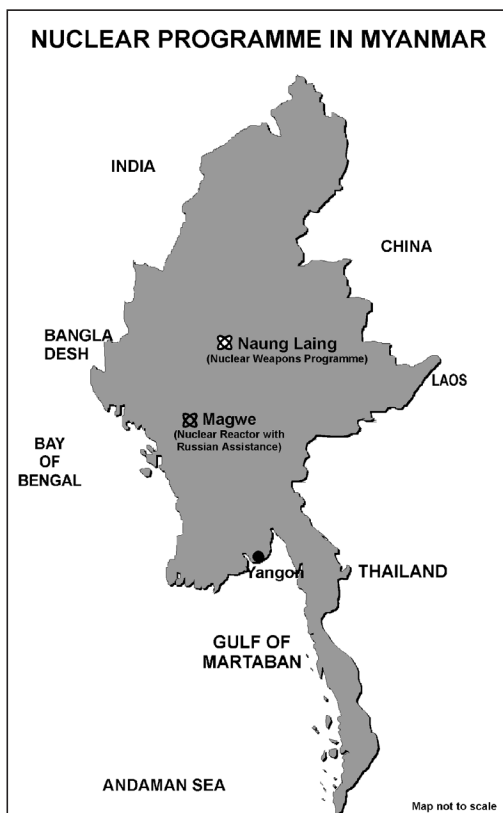 NUCLEAR PROGRAMME IN MYANMAR
INDIA
CHINA
BANGLA
DESH
Naung Laing
(Nuclear Weapons Programme)
LAOS
Magwe
(Nuclear Reactor with
Russian Assistance)
BAY
OF
BENGAL
Yangon
THAILAND
GULF OF
MARTABAN
ANDAMAN SEA
Map not to scale